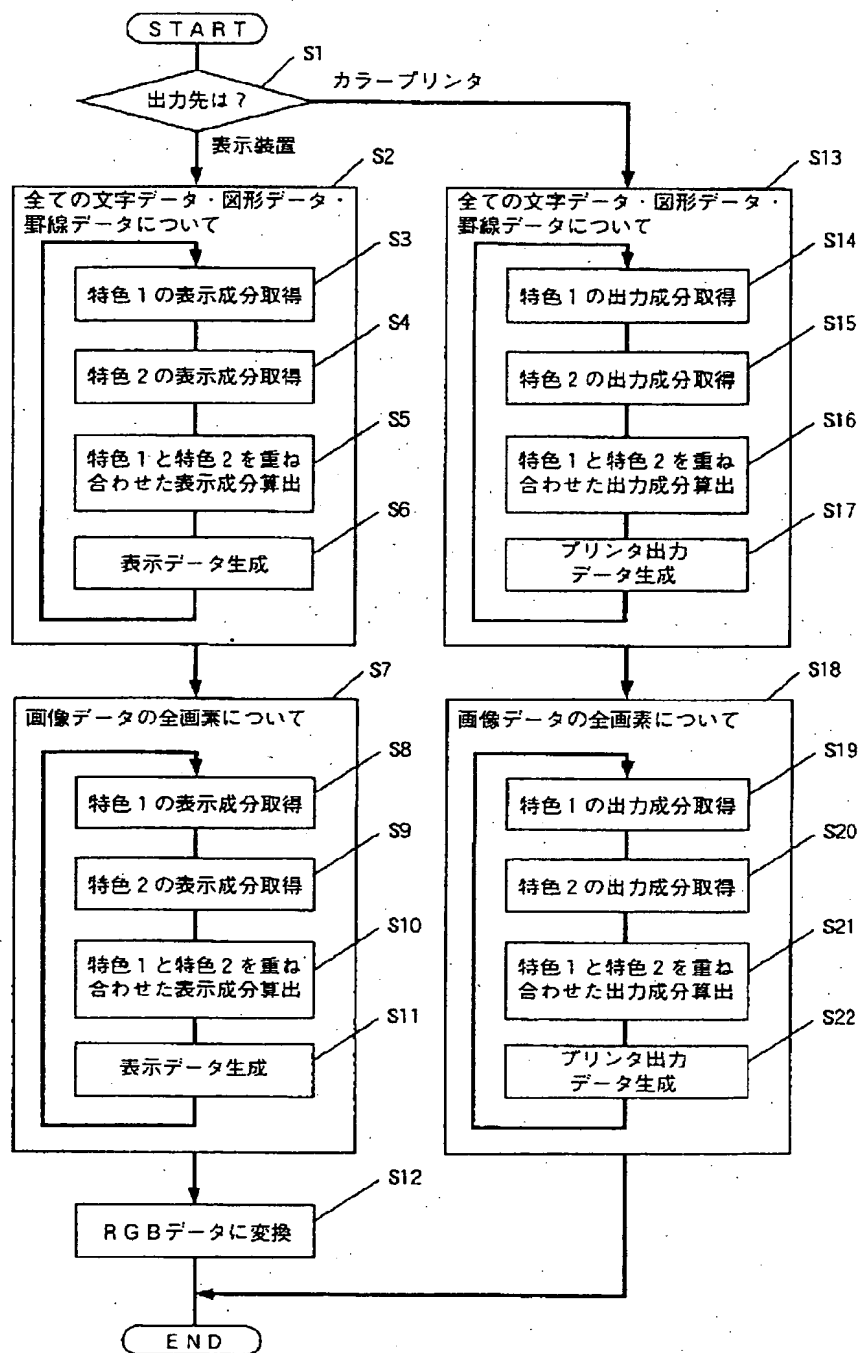 START
S1
カラープリンタ
出力先は?
表示装置
S2
全ての文字データ・図形データ・
罫線データについて
S3
特色1の表示成分取得
S4
特色2の表示成分取得
S5
特色1と特色2を重ね
合わせた表示成分算出
S6
表示データ生成
S7
画像データの全画素について
S8
特色1の表示成分取得
S9
特色2の表示成分取得
S10
特色1と特色2を重ね
合わせた表示成分算出
S11
表示データ生成
S12
RGBデータに変換
S13
全ての文字データ・図形データ・
罫線データについて
S14
特色1の出力成分取得
S15
特色2の出力成分取得
S16
特色1と特色2を重ね
合わせた出力成分算出
S17
プリンタ出力
データ生成
S18
画像データの全画素について
S19
特色1の出力成分取得
S20
特色2の出力成分取得
S21
特色1と特色2を重ね
合わせた出力成分算出
S22
プリンタ出力
データ生成
END